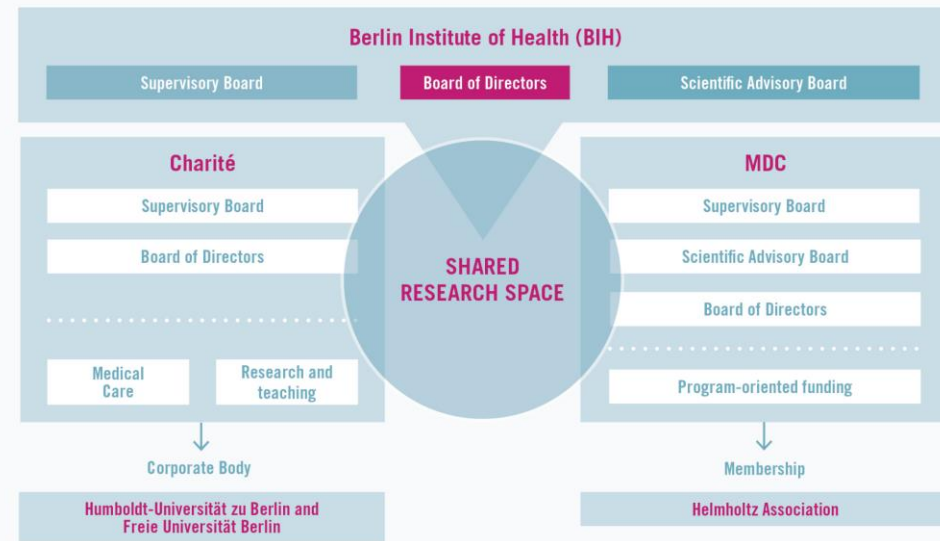 Berlin Institute of Health (BIH)
Supervisory Board
Board of Directors
Scientific Advisory Board
Charité
Supervisory Board
Board of Directors
Medical
Care
Research and
teaching
Corporate Body
Humboldt-Universität zu Berlin and
Freie Universität Berlin
SHARED
RESEARCH SPACE
MDC
Supervisory Board
Scientific Advisory Board
Board of Directors
Program-oriented funding
Membership
Helmholtz Association